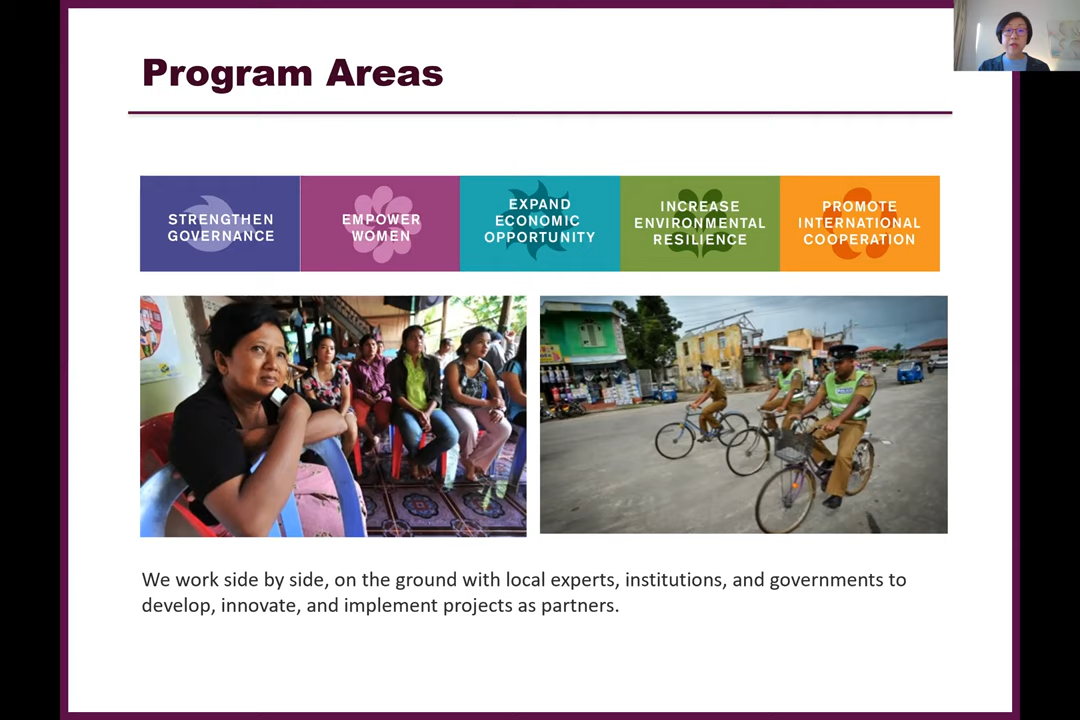 Program Areas
STRENGTHEN
GOVERNANCE
EMPOWER
WOMEN
EXPAND
ECONOMIC
OPPORTUNITY
INCREASE
ENVIRONMENTAL
RESILIENCE
PROMOTE
INTERNATIONAL
COOPERATION
We work side by side, on the ground with local experts, institutions, and governments to
develop, innovate, and implement projects as partners.